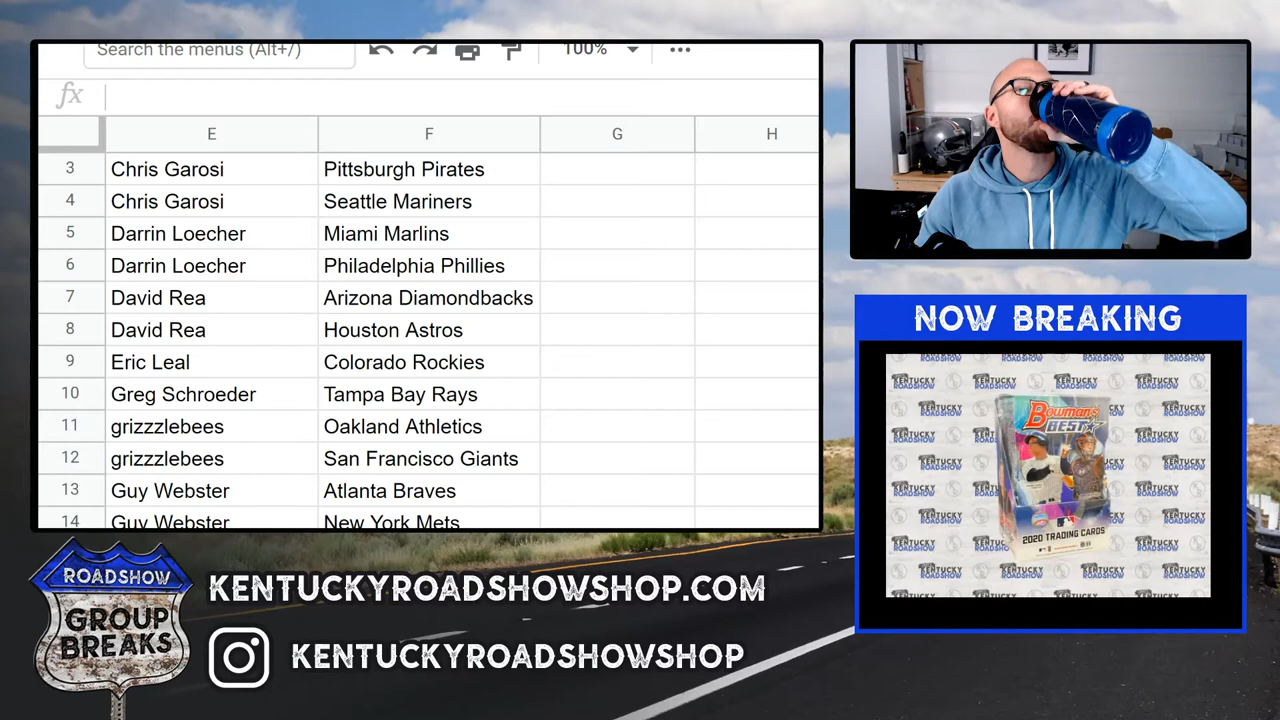 Search the menus (Alt+/)
100%
fx
E F G H
3 Chris Garosi Pittsburgh Pirates
4 Chris Garosi Seattle Mariners
5 Darrin Loecher Miami Marlins
6 Darrin Loecher Philadelphia Phillies
7 David Rea Arizona Diamondbacks
8 David Rea Houston Astros
9 Eric Leal Colorado Rockies
10 Greg Schroeder Tampa Bay Rays
11 grizzzlebees Oakland Athletics
12 grizzzlebees San Francisco Giants
13 Guy Webster Atlanta Braves
14 Guy Webster New York Mets
NOW BREAKING
KENTUCKY
ROADSHOW
BOWMAN'S
BEST
2020 TRADING CARDS
ROADSHOW
GROUP
BREAKS
KENTUCKYROADSHOWSHOP.COM
KENTUCKYROADSHOWSHOP